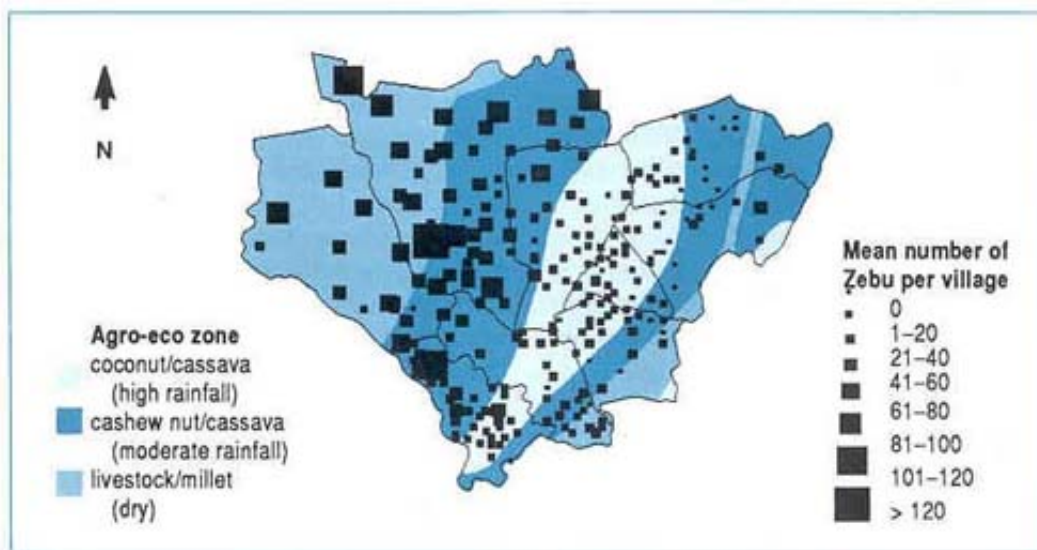 N
Agro-eco zone
coconut/cassava
(high rainfall)
cashew nut/cassava
(moderate rainfall)
livestock/millet
(dry)
Mean number of
Zebu per village
0
1–20
21–40
41–60
61–80
81–100
101–120
> 120